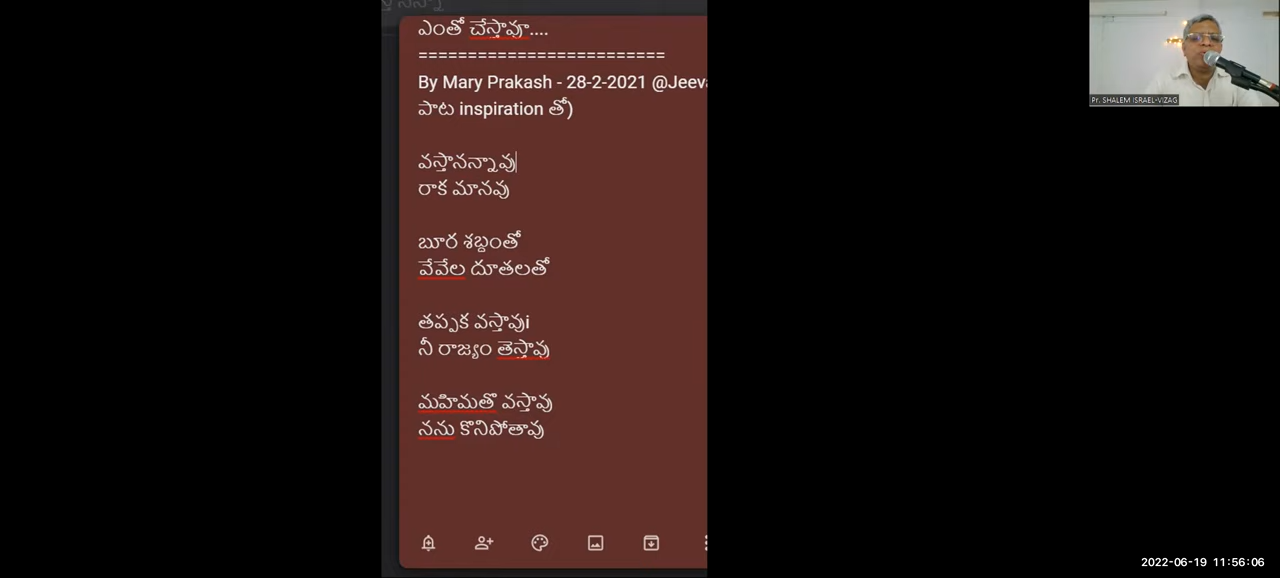 ఎంతో చేస్తావూ....
=========================
By Mary Prakash - 28-2-2021 @Jeev
పాట inspiration తో)
వస్తానన్నావు
రాక మానవు
బూర శబ్దంతో
వేవేల దూతలతో
తప్పక వస్తావుi
నీ రాజ్యం తెస్తావు
మహిమతొ వస్తావు
నను కొనిపోతావు
Pr. SHALEM ISRAEL-VIZAG
2022-06-19 11:56:06